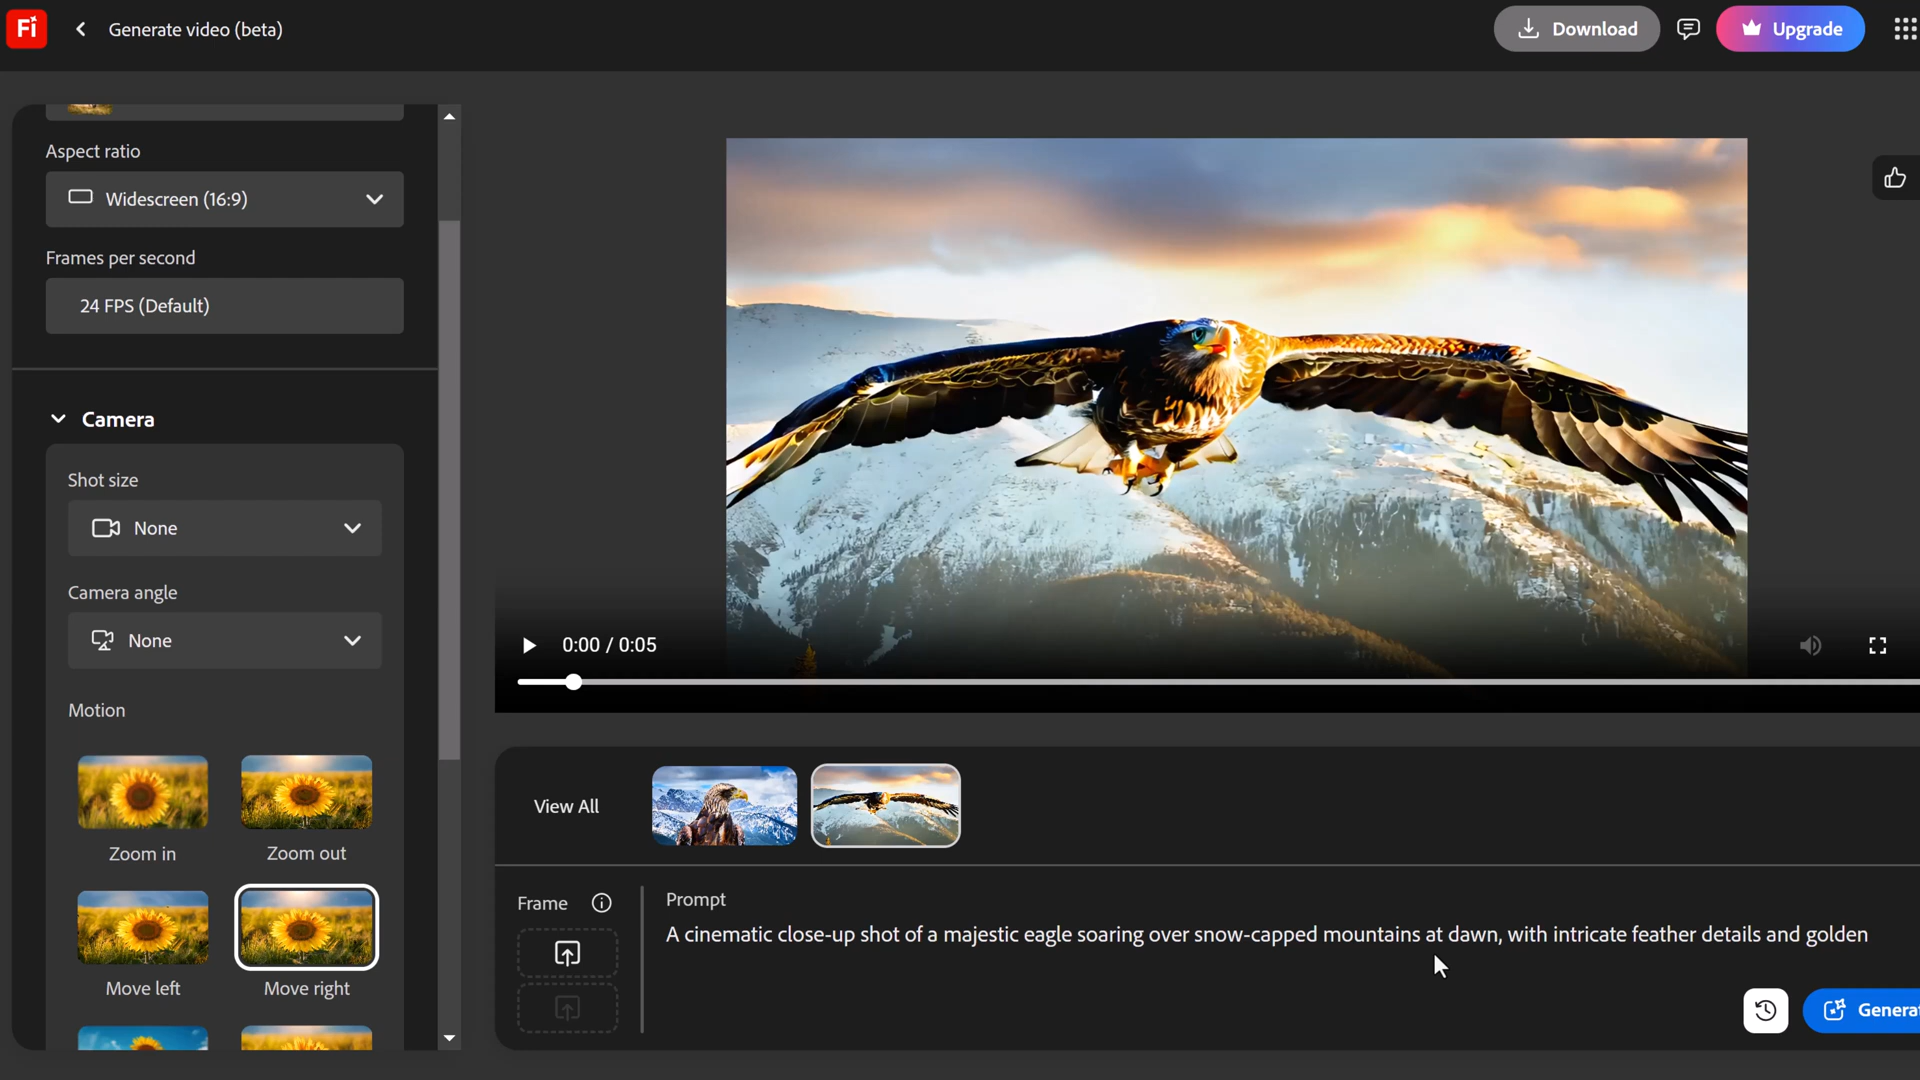 Fi
Generate video (beta)
Download
Upgrade
Aspect ratio
Widescreen (16:9)
Frames per second
24 FPS (Default)
Camera
Shot size
None
Camera angle
None
Motion
Zoom in
Zoom out
Move left
Move right
0:00 / 0:05
View All
Frame
Prompt
A cinematic close-up shot of a majestic eagle soaring over snow-capped mountains at dawn, with intricate feather details and golden
Genera